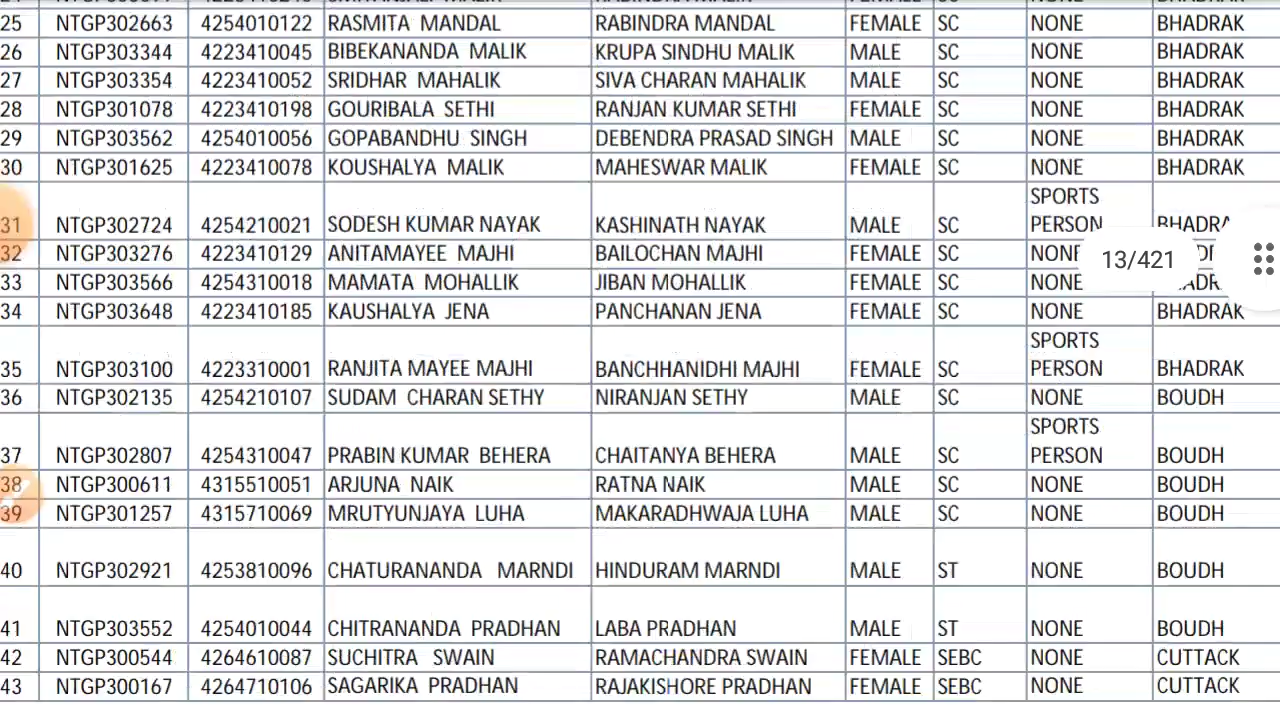 25 NTGP302663 4254010122 RASMITA MANDAL RABINDRA MANDAL FEMALE SC NONE BHADRAK
26 NTGP303344 4223410045 BIBEKANANDA MALIK KRUPA SINDHU MALIK MALE SC NONE BHADRAK
27 NTGP303354 4223410052 SRIDHAR MAHALIK SIVA CHARAN MAHALIK MALE SC NONE BHADRAK
28 NTGP301078 4223410198 GOURIBALA SETHI RANJAN KUMAR SETHI FEMALE SC NONE BHADRAK
29 NTGP303562 4254010056 GOPABANDHU SINGH DEBENDRA PRASAD SINGH MALE SC NONE BHADRAK
30 NTGP301625 4223410078 KOUSHALYA MALIK MAHESWAR MALIK FEMALE SC NONE BHADRAK
SPORTS
31 NTGP302724 4254210021 SODESH KUMAR NAYAK KASHINATH NAYAK MALE SC PERSON
32 NTGP303276 4223410129 ANITAMAYEE MAJHI BAILOCHAN MAJHI FEMALE SC NONE
13/421
33 NTGP303566 4254310018 MAMATA MOHALLIK JIBAN MOHALLIK FEMALE SC NONE
34 NTGP303648 4223410185 KAUSHALYA JENA PANCHANAN JENA FEMALE SC NONE BHADRAK
SPORTS
35 NTGP303100 4223310001 RANJITA MAYEE MAJHI BANCHHANIDHI MAJHI FEMALE SC PERSON BHADRAK
36 NTGP302135 4254210107 SUDAM CHARAN SETHY NIRANJAN SETHY MALE SC NONE BOUDH
SPORTS
37 NTGP302807 4254310047 PRABIN KUMAR BEHERA CHAITANYA BEHERA MALE SC PERSON BOUDH
38 NTGP300611 4315510051 ARJUNA NAIK RATNA NAIK MALE SC NONE BOUDH
39 NTGP301257 4315710069 MRUTYUNJAYA LUHA MAKARADHWAJA LUHA MALE SC NONE BOUDH
40 NTGP302921 4253810096 CHATURANANDA MARNDI HINDURAM MARNDI MALE ST NONE BOUDH
41 NTGP303552 4254010044 CHITRANANDA PRADHAN LABA PRADHAN MALE ST NONE BOUDH
42 NTGP300544 4264610087 SUCHITRA SWAIN RAMACHANDRA SWAIN FEMALE SEBC NONE CUTTACK
43 NTGP300167 4264710106 SAGARIKA PRADHAN RAJAKISHORE PRADHAN FEMALE SEBC NONE CUTTACK